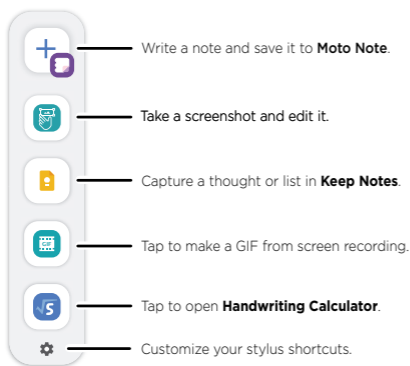 Write a note and save it to Moto Note.
Take a screenshot and edit it.
Capture a thought or list in Keep Notes.
GIF
Tap to make a GIF from screen recording.
√S
Tap to open Handwriting Calculator.
Customize your stylus shortcuts.